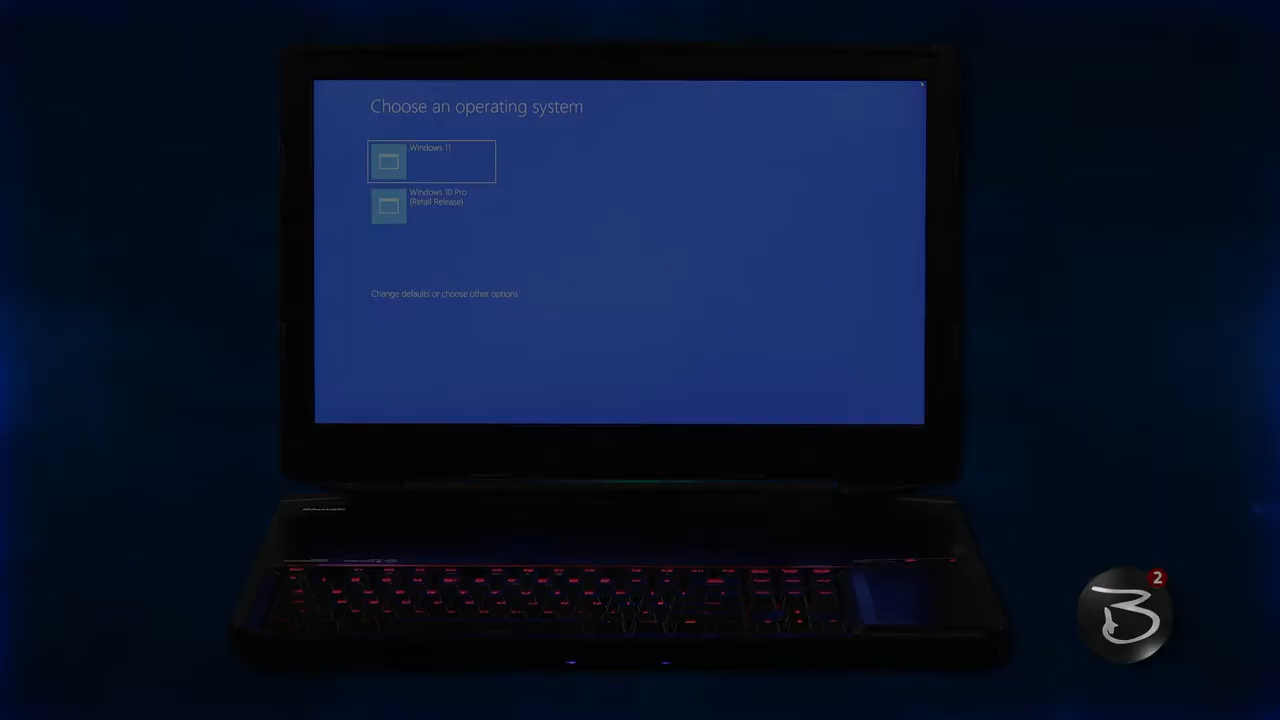 Choose an operating system
Windows 11
Windows 10 Pro
(Retail Release)
Change defaults or choose other options
2